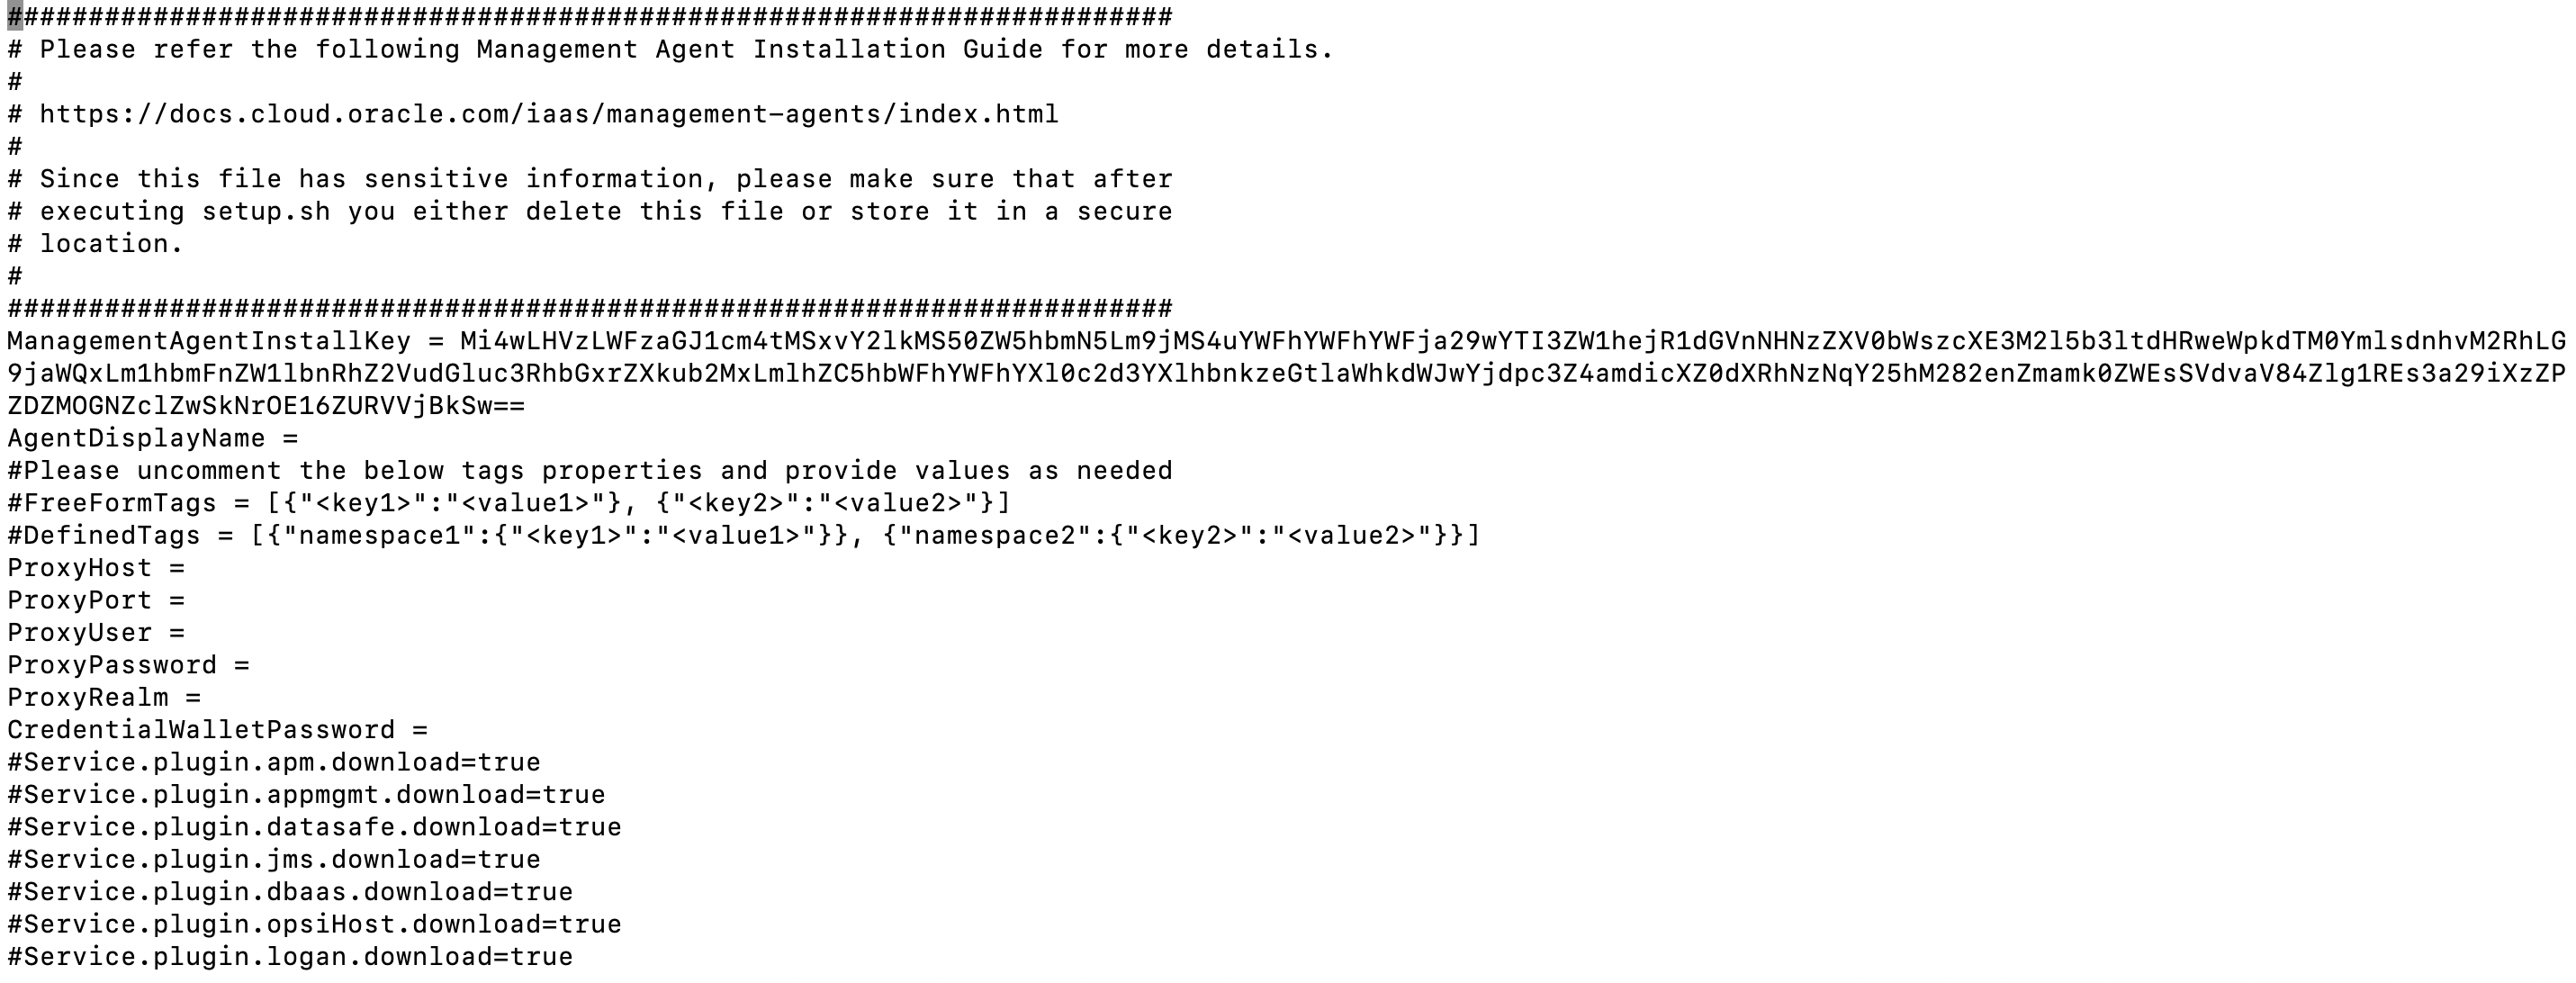 ########################################################################
# Please refer the following Management Agent Installation Guide for more details.
#
# https://docs.cloud.oracle.com/iaas/management-agents/index.html
#
# Since this file has sensitive information, please make sure that after
# executing setup.sh you either delete this file or store it in a secure
# location.
#
########################################################################
ManagementAgentInstallKey = Mi4wLHVzLWFzaGJ1cm4tMSxvY2lkMS50ZW5hbmN5Lm9jMS4uYWFhYWFhYWFja29wYTI3ZW1hejR1dGVnNHNzZXV0bWszcXE3M2l5b3ltdHRweWpkdTM0YmlsdnhvM2RhLG
9jaWQxLm1hbmFnZW1lbnRhZ2VudGluc3RhbGxrZXkub2MxLmlhZC5hbWFhYWFhYXl0c2d3YXlhbnkzeGtlaWhkdWJwYjdpc3Z4amdicXZ0dXRhNzNqY25hM282enZmamk0ZWEsSVdvaV84Zlg1REs3a29iXzZP
ZDZMOGNZclZwSkNrOE16ZURVVjBkSw==
AgentDisplayName =
#Please uncomment the below tags properties and provide values as needed
#FreeFormTags = [{"<key1>":"<value1>"}, {"<key2>":"<value2>"}]
#DefinedTags = [{"namespace1":{"<key1>":"<value1>"}}, {"namespace2":{"<key2>":"<value2>"}}]
ProxyHost =
ProxyPort =
ProxyUser =
ProxyPassword =
ProxyRealm =
CredentialWalletPassword =
#Service.plugin.apm.download=true
#Service.plugin.appmgmt.download=true
#Service.plugin.datasafe.download=true
#Service.plugin.jms.download=true
#Service.plugin.dbaas.download=true
#Service.plugin.opsiHost.download=true
#Service.plugin.logan.download=true